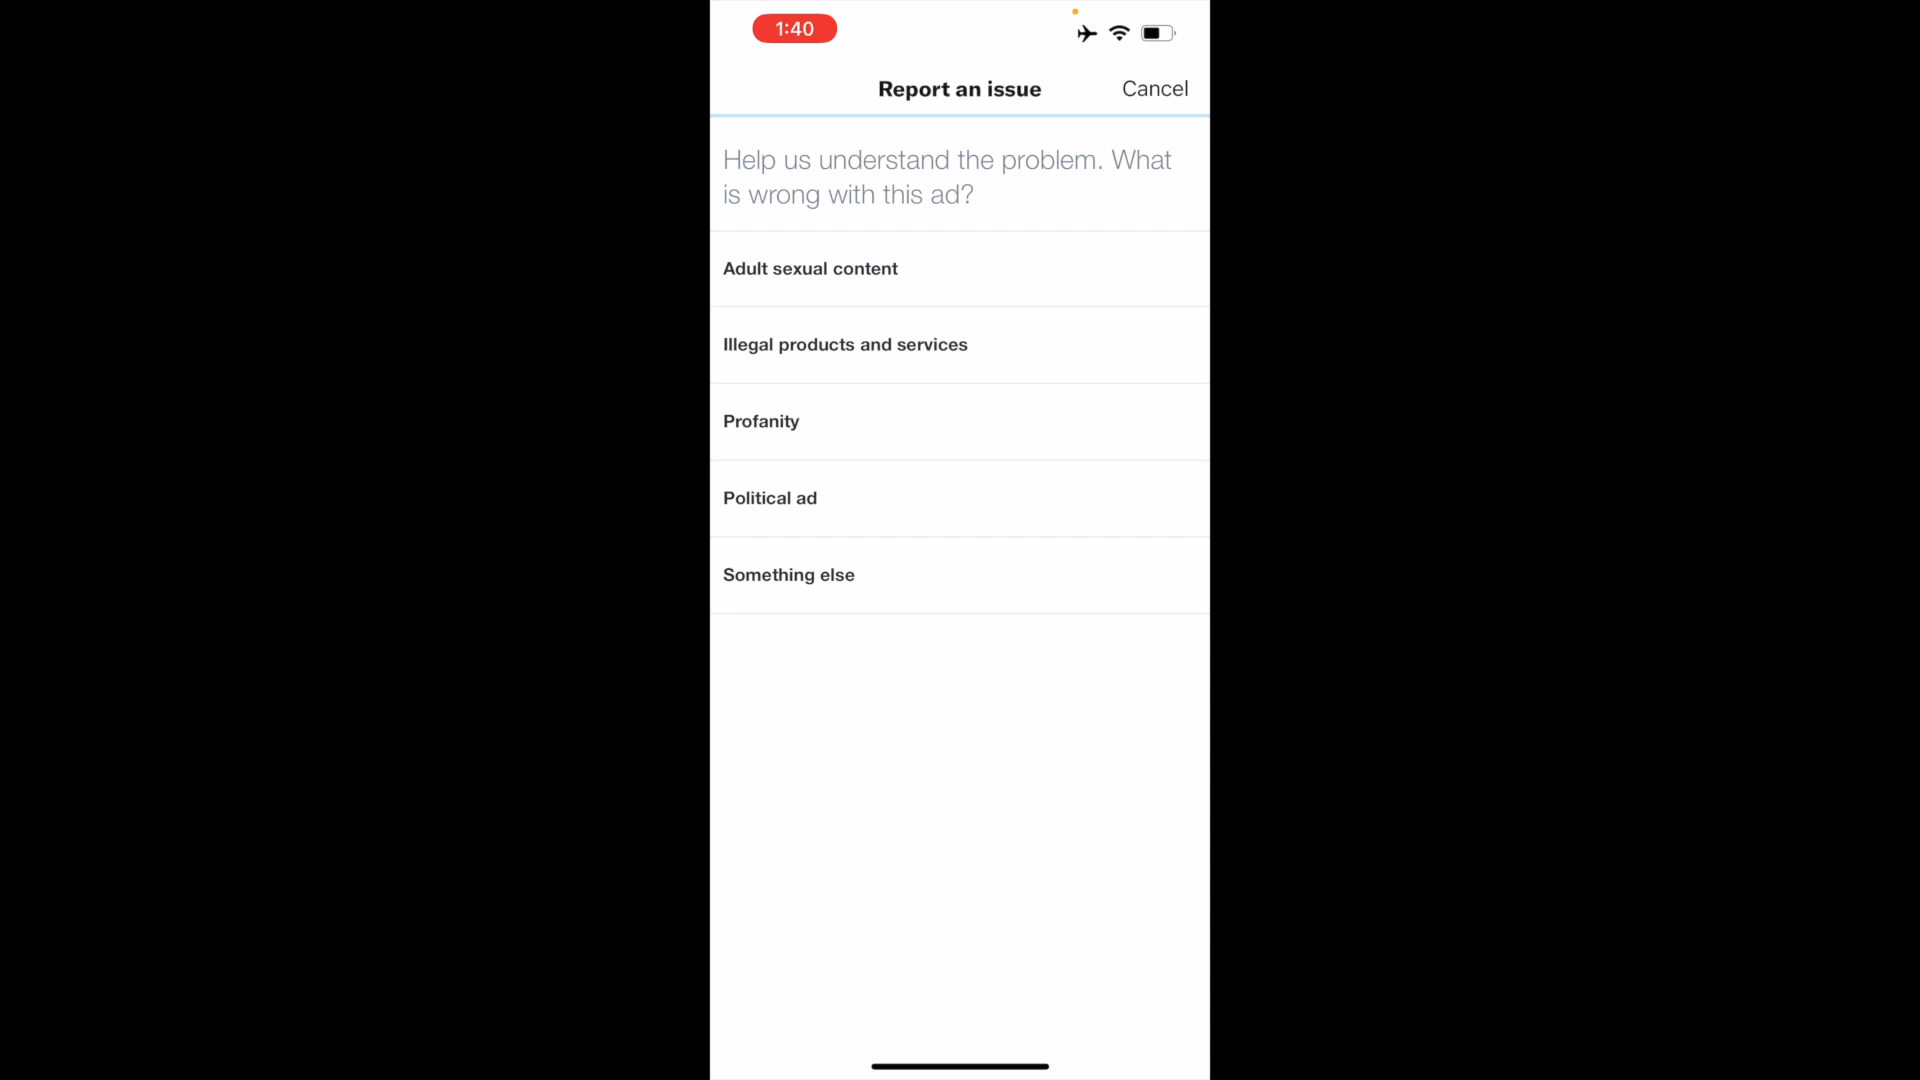 1:40
Report an issue
Cancel
Help us understand the problem. What
is wrong with this ad?
Adult sexual content
Illegal products and services
Profanity
Political ad
Something else